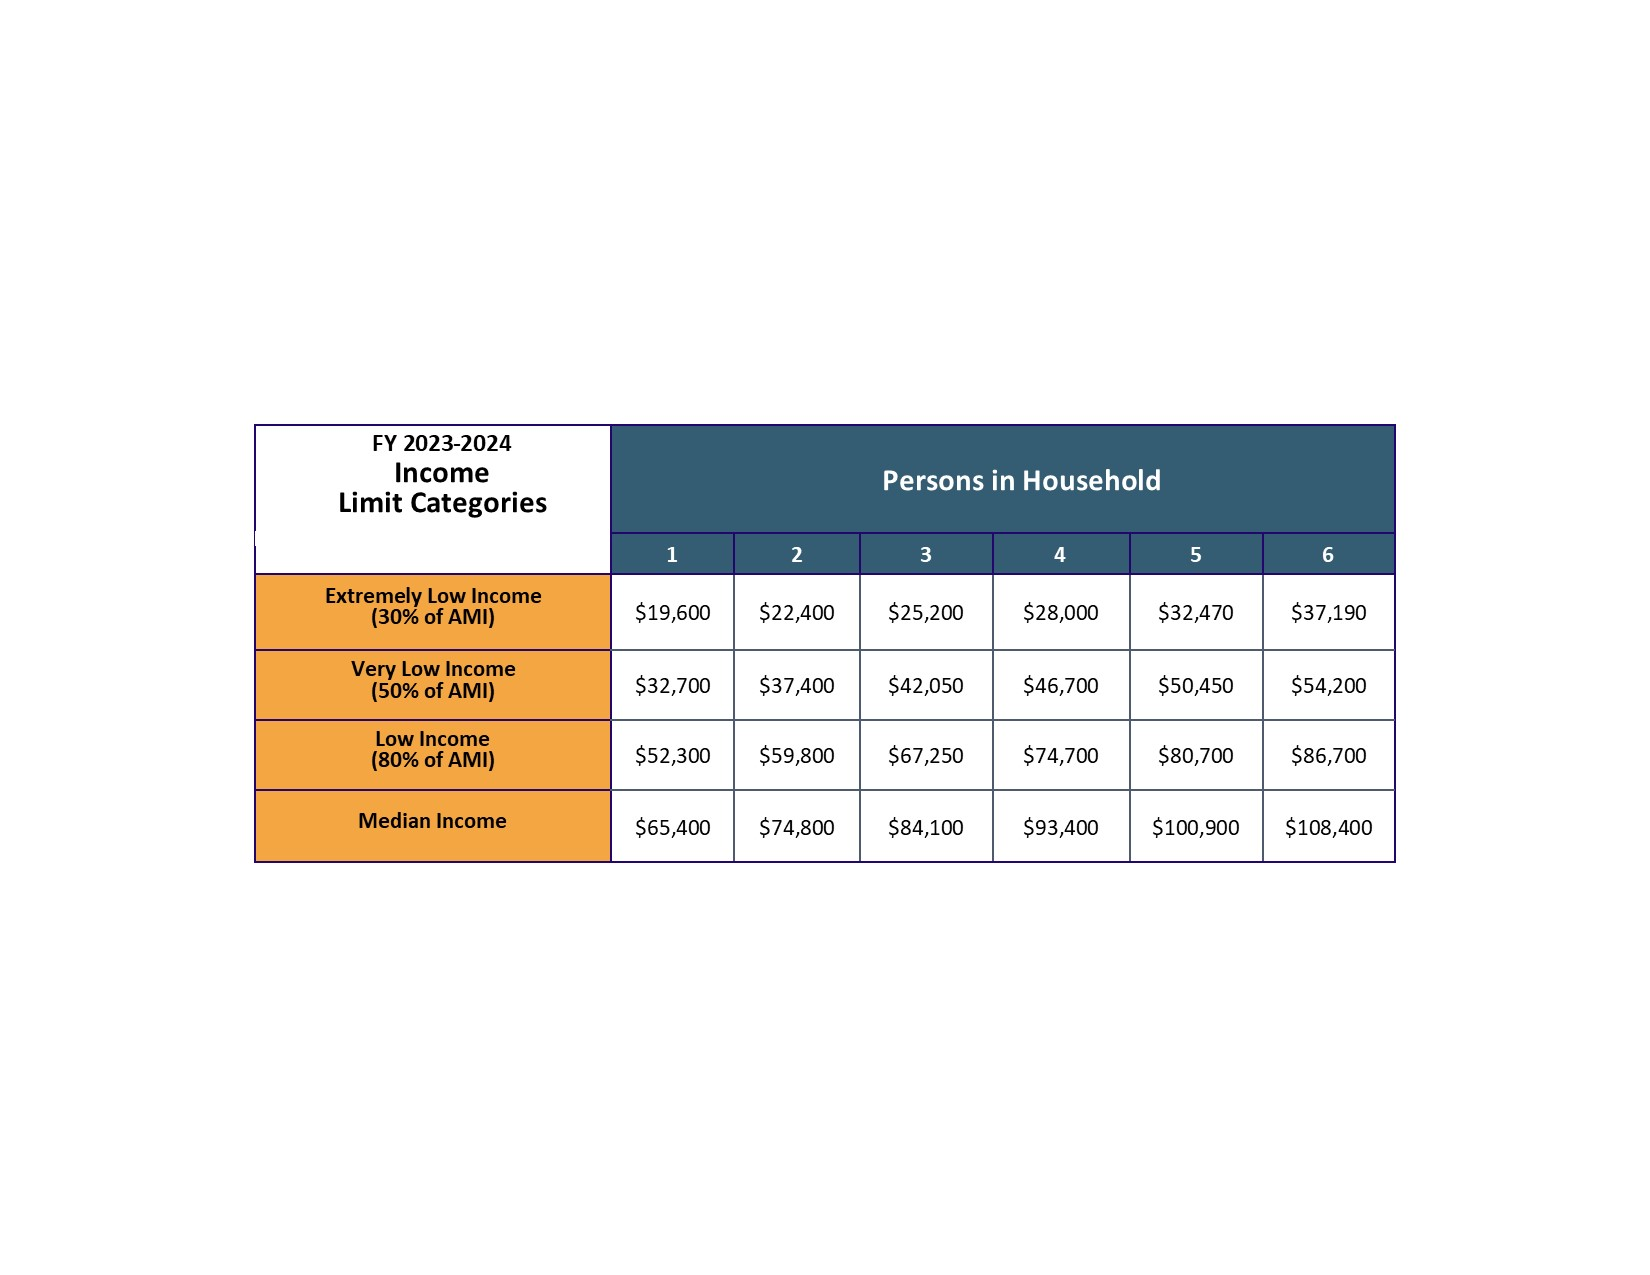 FY 2023-2024
Income
Limit Categories
Persons in Household
1 2 3 4 5 6
Extremely Low Income
(30% of AMI)
$19,600 $22,400 $25,200 $28,000 $32,470 $37,190
Very Low Income
(50% of AMI)
$32,700 $37,400 $42,050 $46,700 $50,450 $54,200
Low Income
(80% of AMI)
$52,300 $59,800 $67,250 $74,700 $80,700 $86,700
Median Income
$65,400 $74,800 $84,100 $93,400 $100,900 $108,400